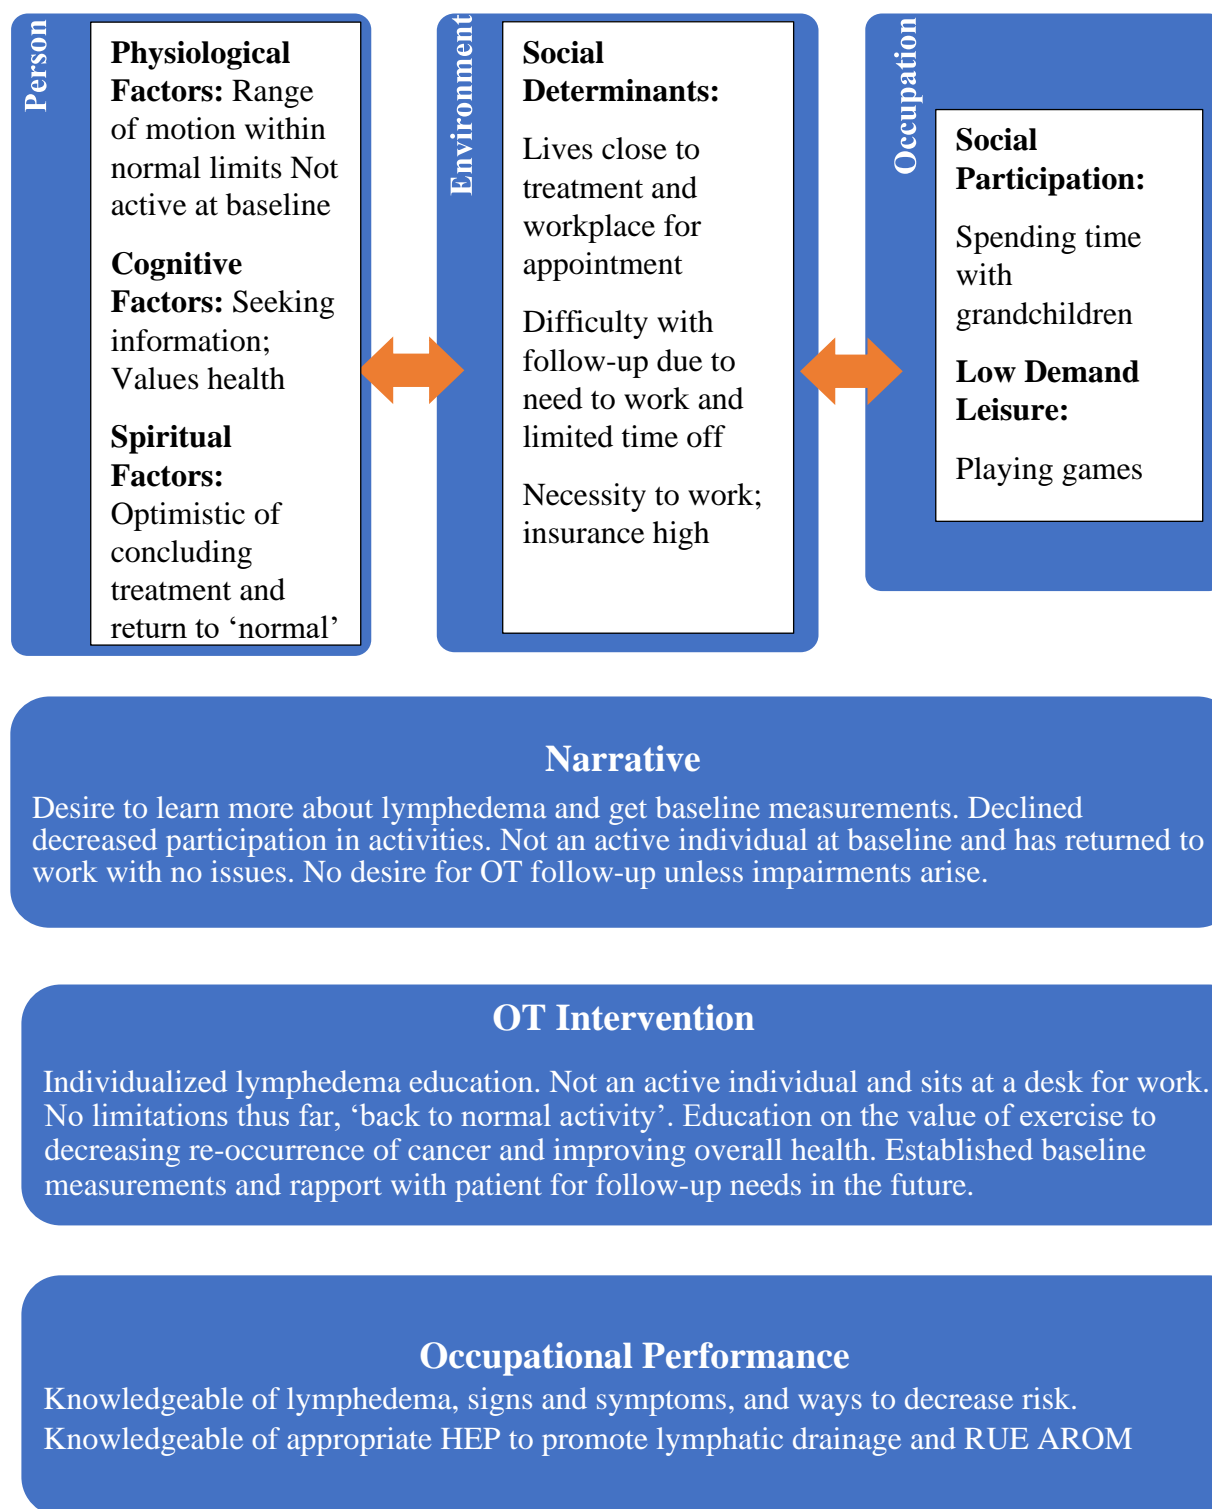 Person
Physiological
Factors: Range
of motion within
normal limits Not
active at baseline
Cognitive
Factors: Seeking
information;
Values health
Spiritual
Factors:
Optimistic of
concluding
treatment and
return to ‘normal’
Environment
Social
Determinants:
Lives close to
treatment and
workplace for
appointment
Difficulty with
follow-up due to
need to work and
limited time off
Necessity to work;
insurance high
Occupation
Social
Participation:
Spending time
with
grandchildren
Low Demand
Leisure:
Playing games
Narrative
Desire to learn more about lymphedema and get baseline measurements. Declined
decreased participation in activities. Not an active individual at baseline and has returned to
work with no issues. No desire for OT follow-up unless impairments arise.
OT Intervention
Individualized lymphedema education. Not an active individual and sits at a desk for work.
No limitations thus far, ‘back to normal activity’. Education on the value of exercise to
decreasing re-occurrence of cancer and improving overall health. Established baseline
measurements and rapport with patient for follow-up needs in the future.
Occupational Performance
Knowledgeable of lymphedema, signs and symptoms, and ways to decrease risk.
Knowledgeable of appropriate HEP to promote lymphatic drainage and RUE AROM